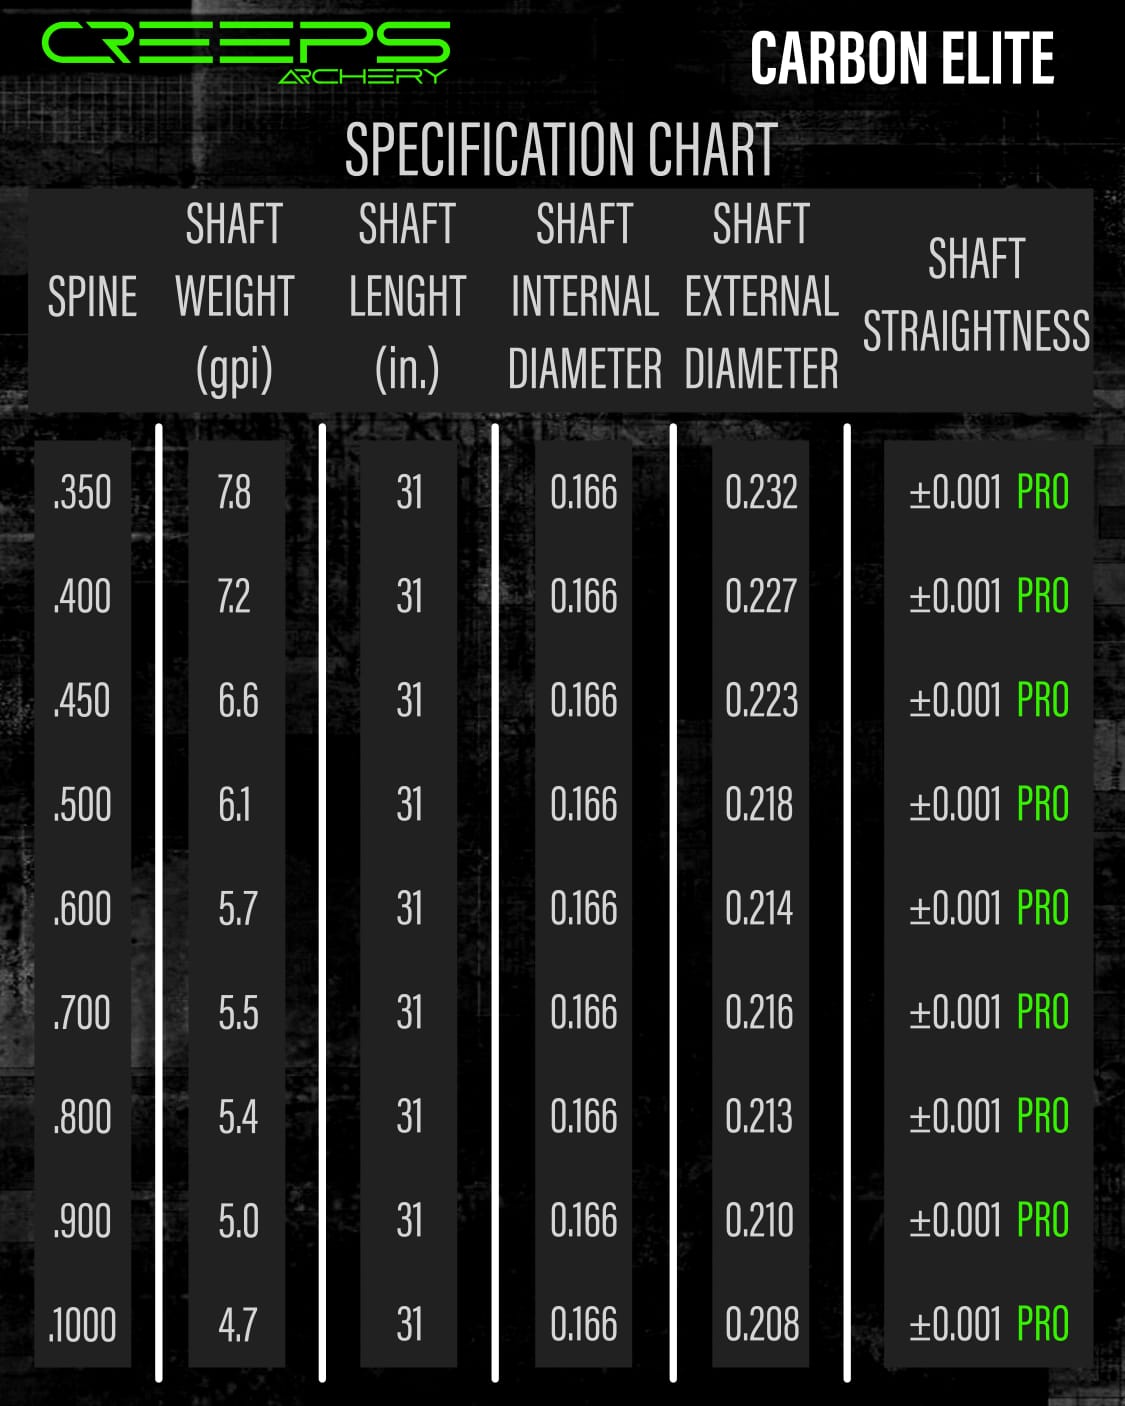 CREEPS
ARCHERY
CARBON ELITE
SPECIFICATION CHART
SPINE
SHAFT
WEIGHT
(gpi)
SHAFT
LENGHT
(in.)
SHAFT
INTERNAL
DIAMETER
SHAFT
EXTERNAL
DIAMETER
SHAFT
STRAIGHTNESS
.350 7.8 31 0.166 0.232 ±0.001 PRO
.400 7.2 31 0.166 0.227 ±0.001 PRO
.450 6.6 31 0.166 0.223 ±0.001 PRO
.500 6.1 31 0.166 0.218 ±0.001 PRO
.600 5.7 31 0.166 0.214 ±0.001 PRO
.700 5.5 31 0.166 0.216 ±0.001 PRO
.800 5.4 31 0.166 0.213 ±0.001 PRO
.900 5.0 31 0.166 0.210 ±0.001 PRO
.1000 4.7 31 0.166 0.208 ±0.001 PRO